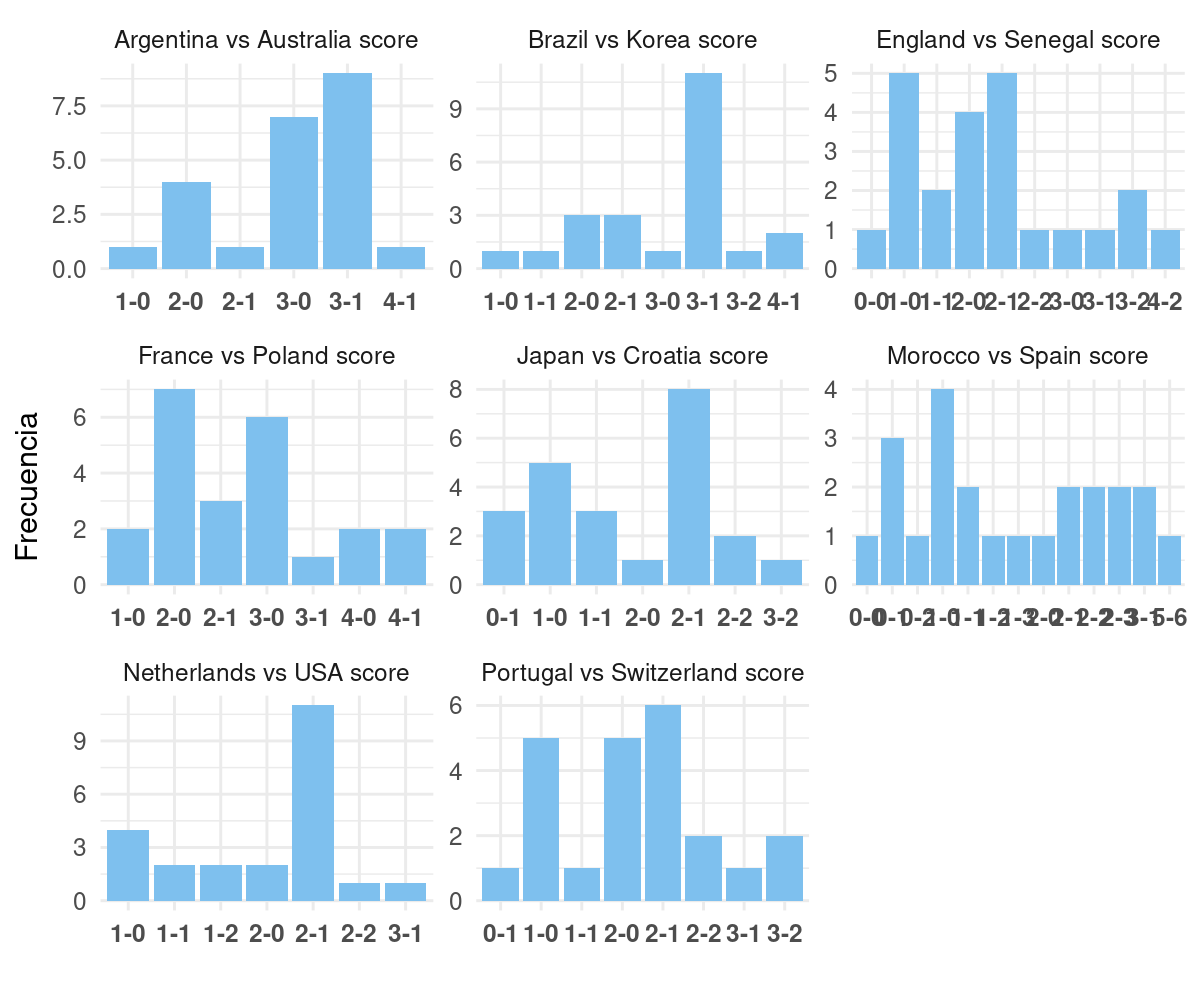 Argentina vs Australia score
7.5
5.0
2.5
0.0
1-0 2-0 2-1 3-0 3-1 4-1
Brazil vs Korea score
9
6
3
0
1-0 1-1 2-0 2-1 3-0 3-1 3-2 4-1
England vs Senegal score
5
4
3
2
1
0
0-0 1-0 1-1 2-0 2-1 2-2 3-0 3-1 3-2 4-2
Frecuencia
France vs Poland score
6
4
2
0
1-0 2-0 2-1 3-0 3-1 4-0 4-1
Japan vs Croatia score
8
6
4
2
0
0-1 1-0 1-1 2-0 2-1 2-2 3-2
Morocco vs Spain score
4
3
2
1
0
0-0 0-1 0-2 1-0 1-1 1-2 1-3 2-0 2-1 2-2 2-3 3-1 5-6
Netherlands vs USA score
9
6
3
0
1-0 1-1 1-2 2-0 2-1 2-2 3-1
Portugal vs Switzerland score
6
4
2
0
0-1 1-0 1-1 2-0 2-1 2-2 3-1 3-2